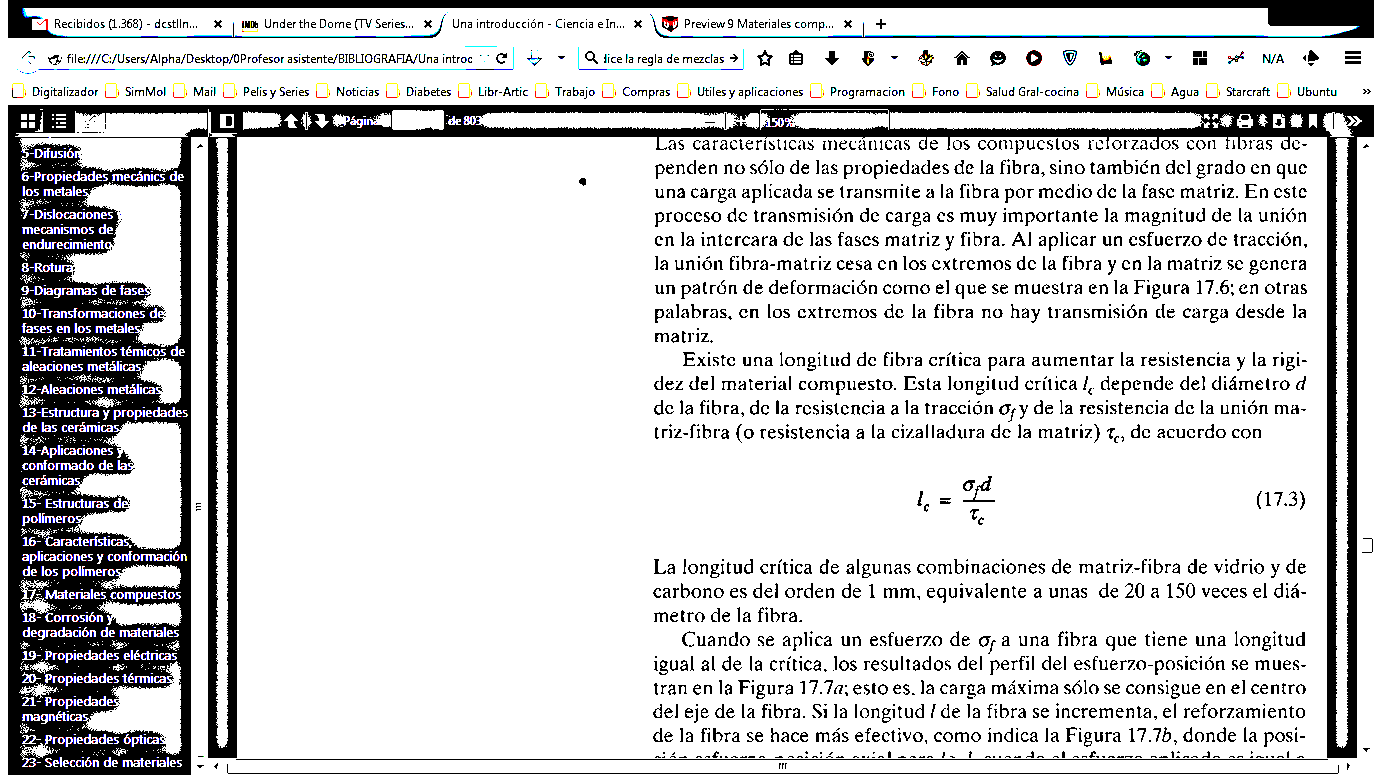 Recibidos (1.368) - dcstlln... × Under the Dome (TV Series... × Una introducción - Ciencia e In... × Preview 9 Materiales comp... × +
file:///C:/Users/Alpha/Desktop/0Profesor asistente/BIBLIOGRAFIA/Una introc dice la regla de mezclas N/A
Digitalizador SimMol Mail Pelis y Series Noticias Diabetes Libr-Artic Trabajo Compras Utiles y aplicaciones Programacion Fono Salud Gral-cocina Música Agua Starcraft Ubuntu »
Página de 803 150%
5-Difusión
6-Propiedades mecánics de
los metales
7-Dislocaciones
mecanismos de
endurecimiento
8-Rotura
9-Diagramas de fases
10-Transformaciones de
fases en los metales
11-Tratamientos témicos de
aleaciones metálicas
12-Aleaciones metálicas
13-Estructura y propiedades
de las cerámicas
14-Aplicaciones y
conformado de las
cerámicas
15- Estructuras de
polímeros
16- Características,
aplicaciones y conformación
de los polímeros
17- Materiales compuestos
18- Corrosión y
degradación de materiales
19- Propiedades eléctricas
20- Propiedades térmicas
21- Propiedades
magnéticas
22- Propiedades ópticas
23- Selección de materiales
Las características mecánicas de los compuestos reforzados con fibras de-
penden no sólo de las propiedades de la fibra, sino también del grado en que
una carga aplicada se transmite a la fibra por medio de la fase matriz. En este
proceso de transmisión de carga es muy importante la magnitud de la unión
en la intercara de las fases matriz y fibra. Al aplicar un esfuerzo de tracción,
la unión fibra-matriz cesa en los extremos de la fibra y en la matriz se genera
un patrón de deformación como el que se muestra en la Figura 17.6; en otras
palabras, en los extremos de la fibra no hay transmisión de carga desde la
matriz.
Existe una longitud de fibra crítica para aumentar la resistencia y la rigi-
dez del material compuesto. Esta longitud crítica l_c depende del diámetro d
de la fibra, de la resistencia a la tracción σ_f y de la resistencia de la unión ma-
triz-fibra (o resistencia a la cizalladura de la matriz) τ_c, de acuerdo con
l_c = σ_f d / τ_c (17.3)
La longitud crítica de algunas combinaciones de matriz-fibra de vidrio y de
carbono es del orden de 1 mm, equivalente a unas de 20 a 150 veces el diá-
metro de la fibra.
Cuando se aplica un esfuerzo de σ_f a una fibra que tiene una longitud
igual al de la crítica, los resultados del perfil del esfuerzo-posición se mues-
tran en la Figura 17.7a; esto es, la carga máxima sólo se consigue en el centro
del eje de la fibra. Si la longitud l de la fibra se incrementa, el reforzamiento
de la fibra se hace más efectivo, como indica la Figura 17.7b, donde la posi-